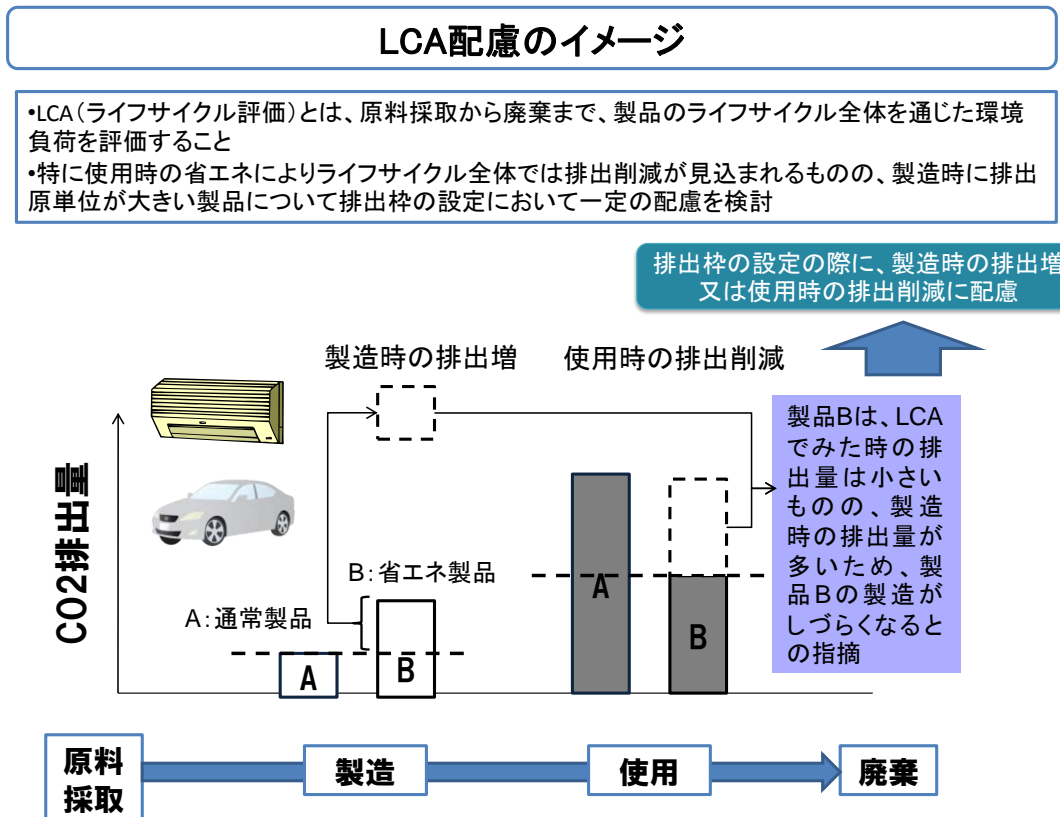 LCA配慮のイメージ
•LCA(ライフサイクル評価)とは、原料採取から廃棄まで、製品のライフサイクル全体を通じた環境
負荷を評価すること
•特に使用時の省エネによりライフサイクル全体では排出削減が見込まれるものの、製造時に排出
原単位が大きい製品について排出枠の設定において一定の配慮を検討
排出枠の設定の際に、製造時の排出増
又は使用時の排出削減に配慮
製造時の排出増
使用時の排出削減
製品Bは、LCA
でみた時の排
出量は小さい
ものの、製造
時の排出量が
多いため、製
品Bの製造が
しづらくなると
の指摘
CO2排出量
B:省エネ製品
A:通常製品
A
B
A
B
原料
採取
製造
使用
廃棄